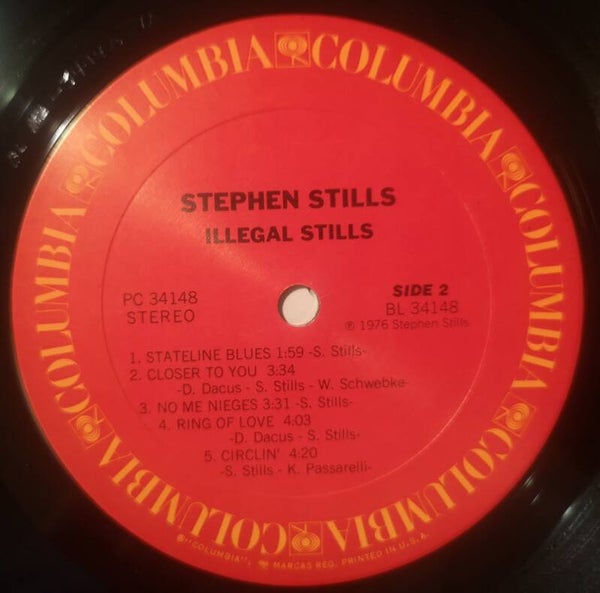 COLUMBIA COLUMBIA COLUMBIA COLUMBIA COLUMBIA COLUMBIA
STEPHEN STILLS
ILLEGAL STILLS
PC 34148
STEREO
SIDE 2
BL 34148
℗ 1976 Stephen Stills
1. STATELINE BLUES 1:59 -S. Stills-
2. CLOSER TO YOU 3:34
-D. Dacus - S. Stills - W. Schwebke-
3. NO ME NIEGES 3:31 -S. Stills-
4. RING OF LOVE 4:03
-D. Dacus - S. Stills-
5. CIRCLIN' 4:20
-S. Stills - K. Passarelli-
®"COLUMBIA", MARCAS REG. PRINTED IN U.S.A.